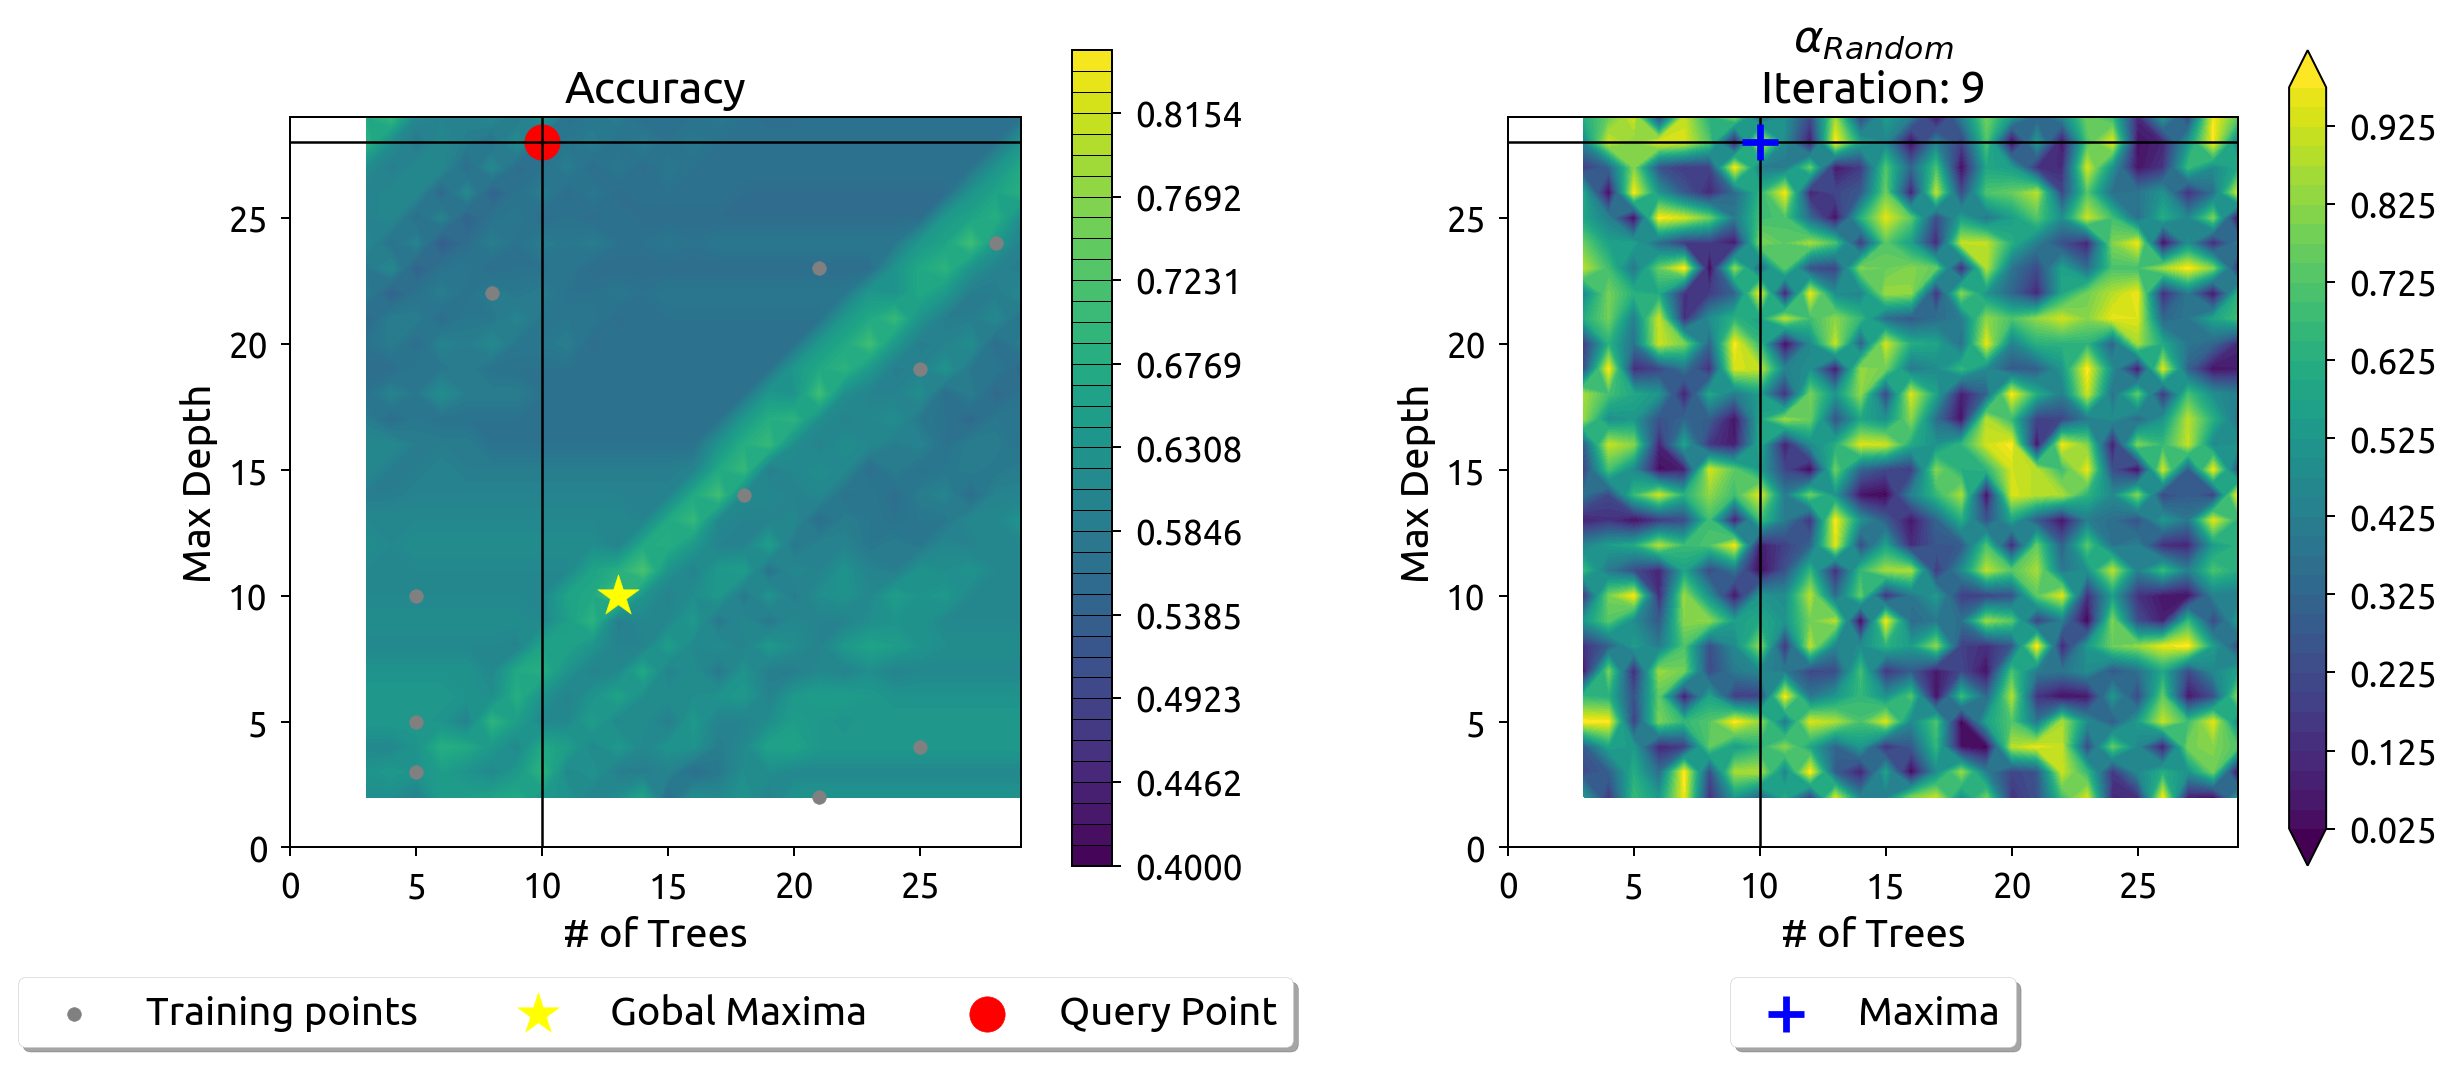 Accuracy
Max Depth
25
20
15
10
5
0
0 5 10 15 20 25
# of Trees
0.8154
0.7692
0.7231
0.6769
0.6308
0.5846
0.5385
0.4923
0.4462
0.4000
Training points Gobal Maxima Query Point
α_Random
Iteration: 9
Max Depth
25
20
15
10
5
0
0 5 10 15 20 25
# of Trees
0.925
0.825
0.725
0.625
0.525
0.425
0.325
0.225
0.125
0.025
Maxima